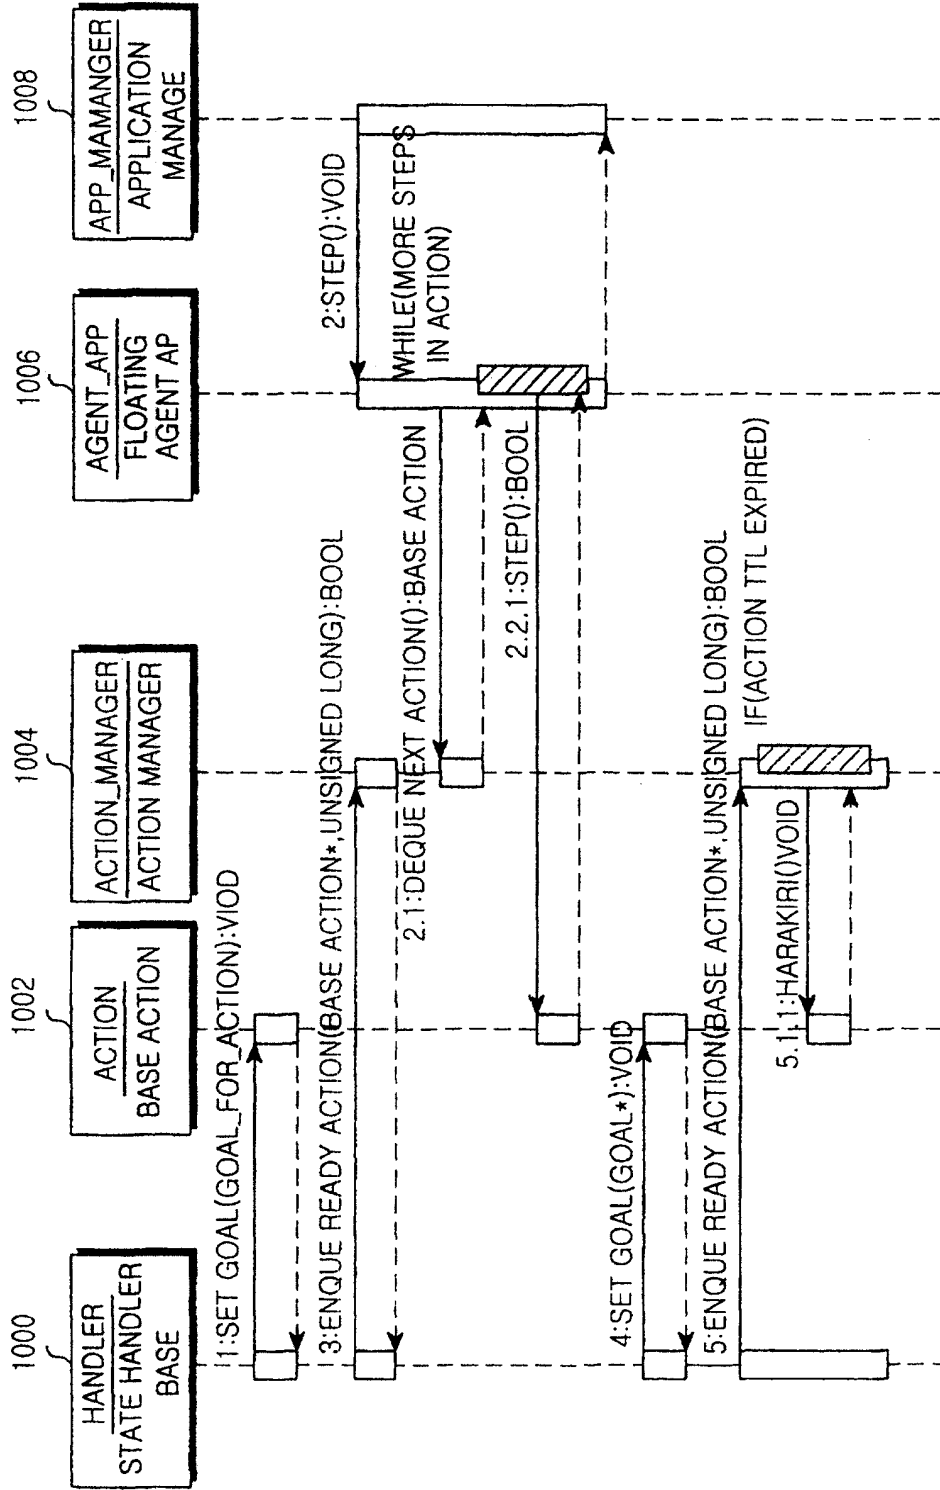 1000
HANDLER
STATE HANDLER
BASE
1002
ACTION
BASE ACTION
1004
ACTION_MANAGER
ACTION MANAGER
1006
AGENT_APP
FLOATING
AGENT AP
1008
APP_MAMANGER
APPLICATION
MANAGE
1:SET GOAL(GOAL_FOR_ACTION):VIOD
3:ENQUE READY ACTION(BASE ACTION*,UNSIGNED LONG):BOOL
2:STEP():VOID
WHILE(MORE STEPS
IN ACTION)
2.1:DEQUE NEXT ACTION():BASE ACTION
2.2.1:STEP():BOOL
4:SET GOAL(GOAL*):VOID
5:ENQUE READY ACTION(BASE ACTION*,UNSIGNED LONG):BOOL
IF(ACTION TTL EXPIRED)
5.1.1:HARAKIRI()VOID